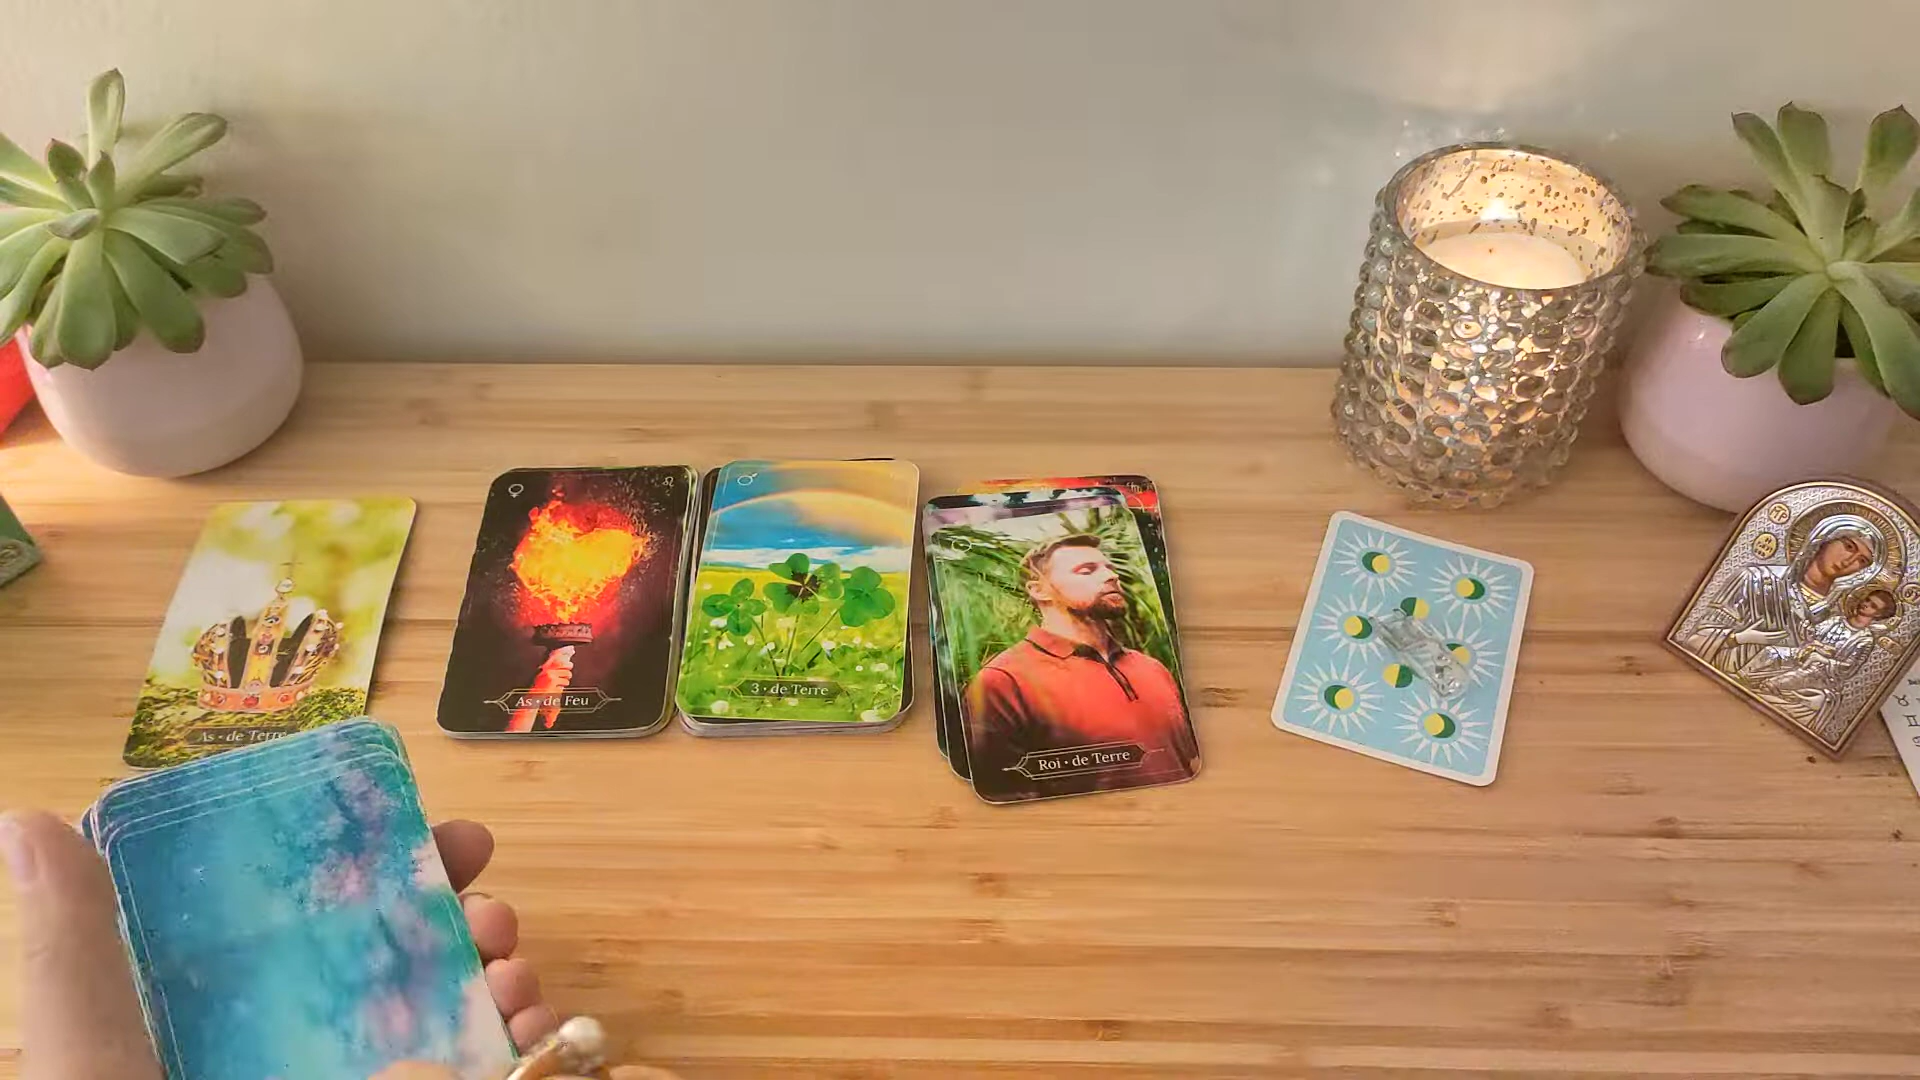 As • de Terre
As • de Feu
3 • de Terre
Roi • de Terre